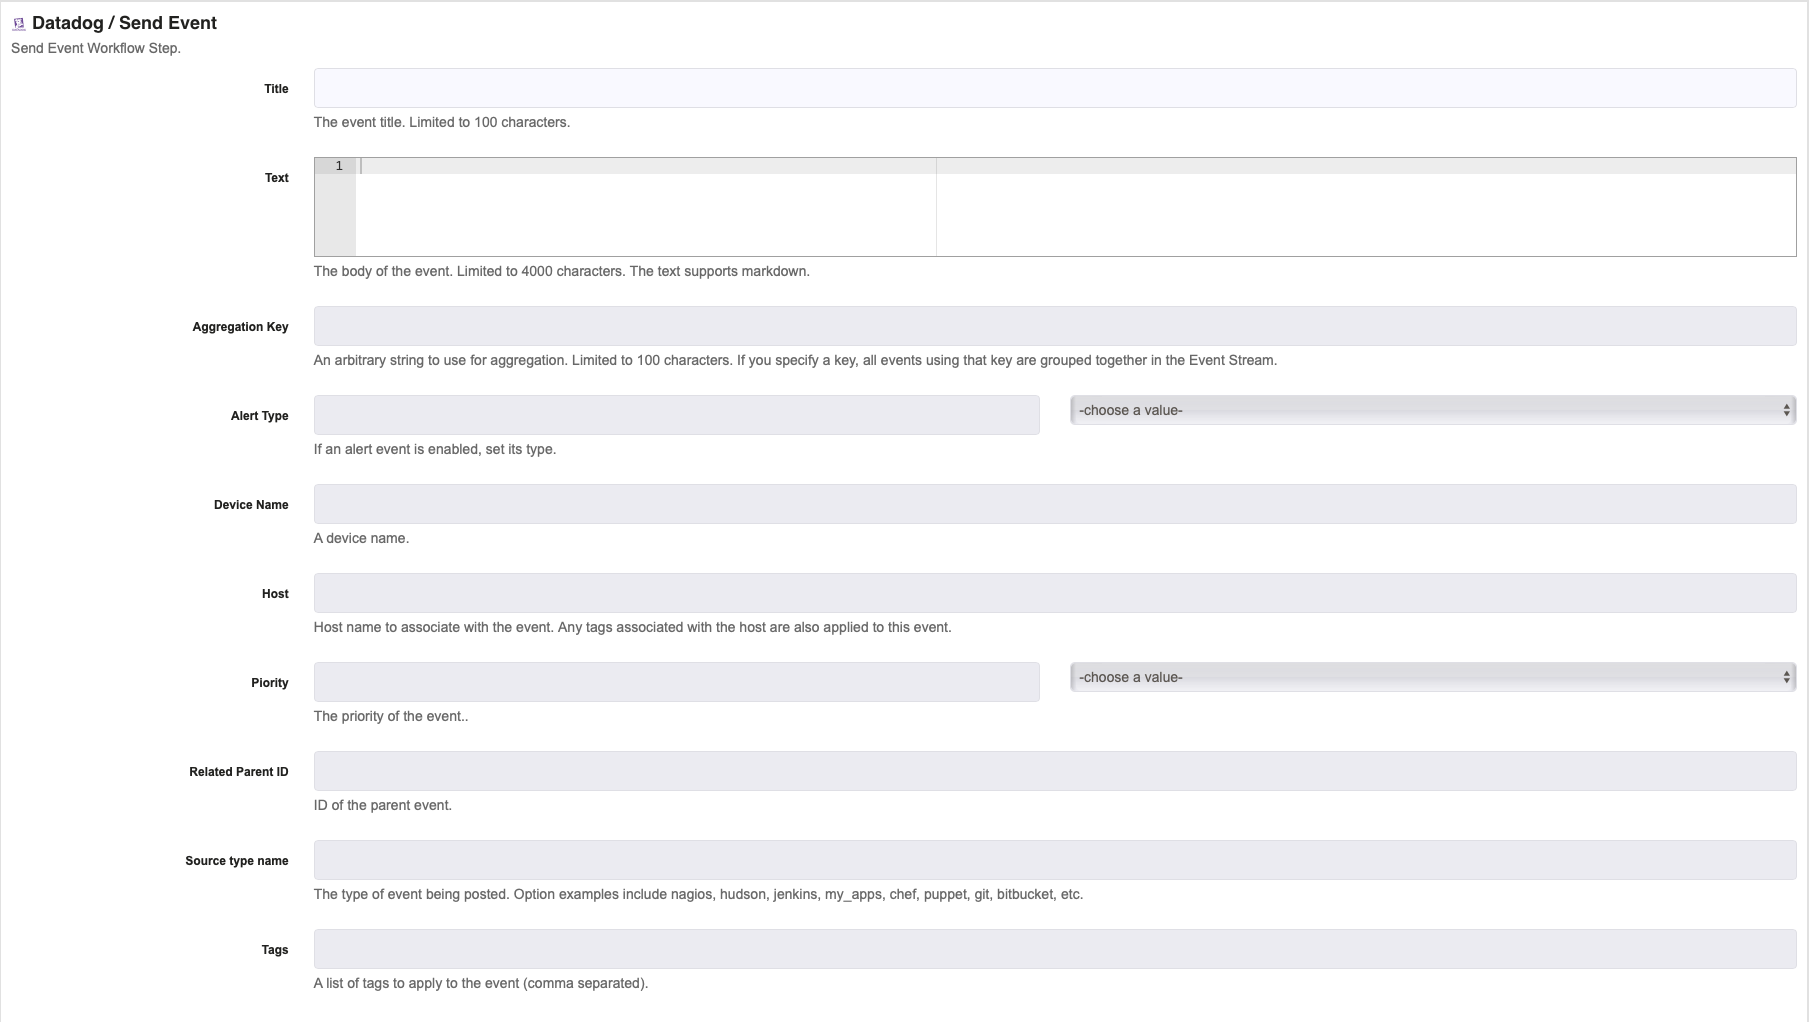 Datadog / Send Event
Send Event Workflow Step.
Title
The event title. Limited to 100 characters.
Text
1
The body of the event. Limited to 4000 characters. The text supports markdown.
Aggregation Key
An arbitrary string to use for aggregation. Limited to 100 characters. If you specify a key, all events using that key are grouped together in the Event Stream.
Alert Type
-choose a value-
If an alert event is enabled, set its type.
Device Name
A device name.
Host
Host name to associate with the event. Any tags associated with the host are also applied to this event.
Piority
-choose a value-
The priority of the event..
Related Parent ID
ID of the parent event.
Source type name
The type of event being posted. Option examples include nagios, hudson, jenkins, my_apps, chef, puppet, git, bitbucket, etc.
Tags
A list of tags to apply to the event (comma separated).